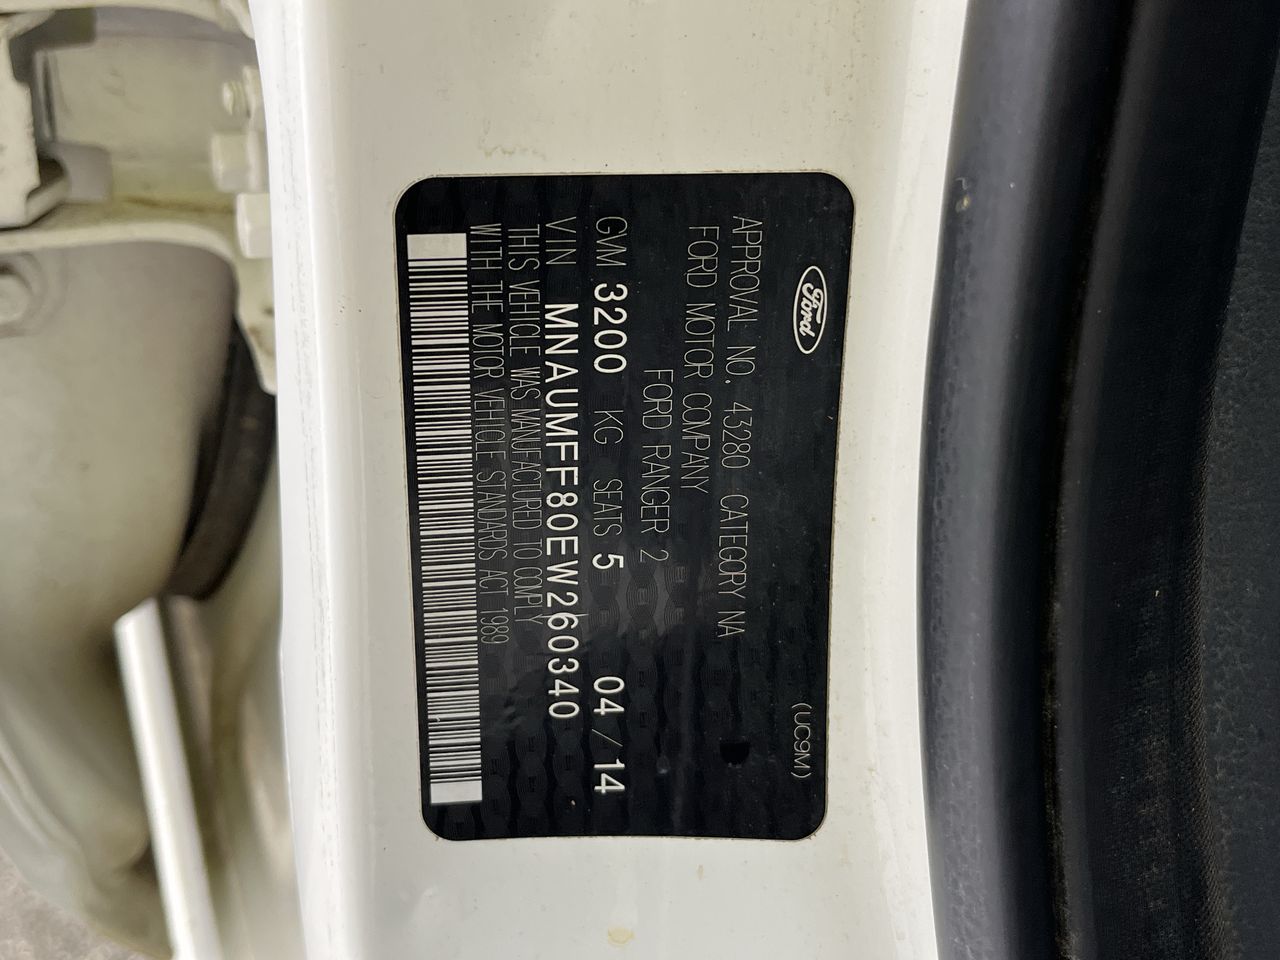 Ford
(UC9M)
APPROVAL NO. 43280 CATEGORY NA
FORD MOTOR COMPANY
FORD RANGER 2
GVM 3200 KG SEATS 5 04/14
VIN MNAUMFF80EW260340
THIS VEHICLE WAS MANUFACTURED TO COMPLY
WITH THE MOTOR VEHICLE STANDARDS ACT 1989